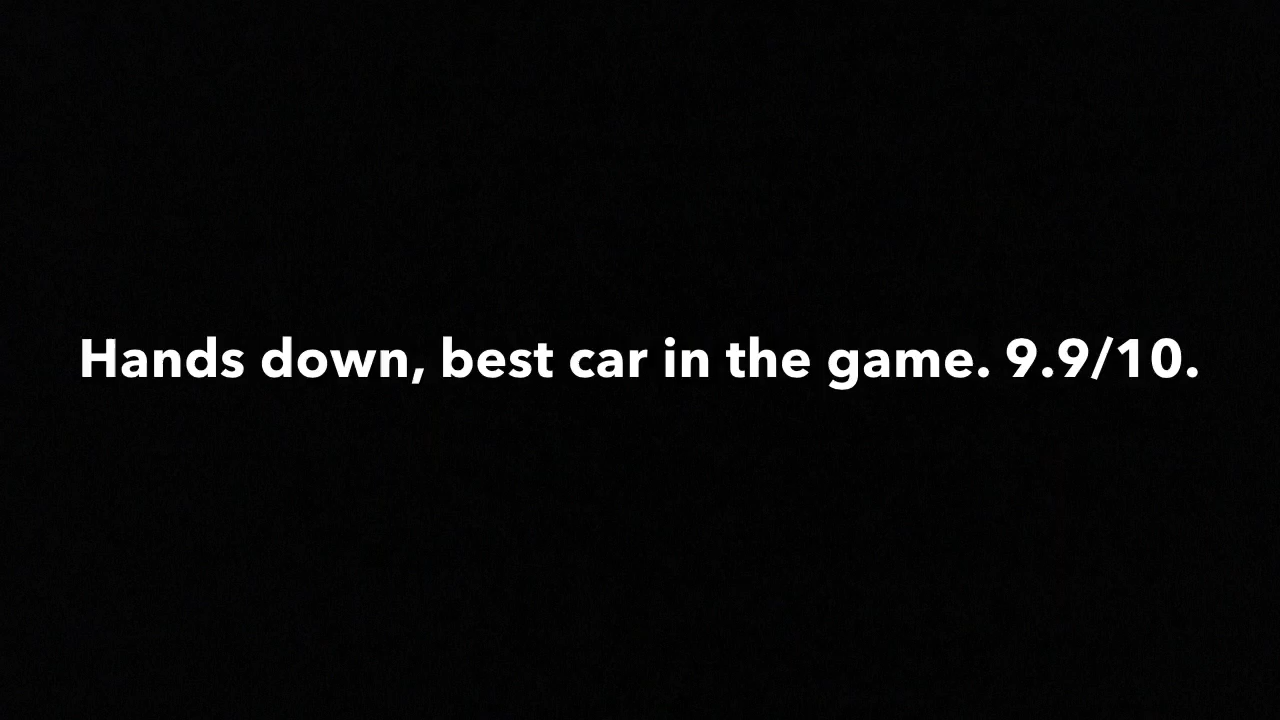 Hands down, best car in the game. 9.9/10.